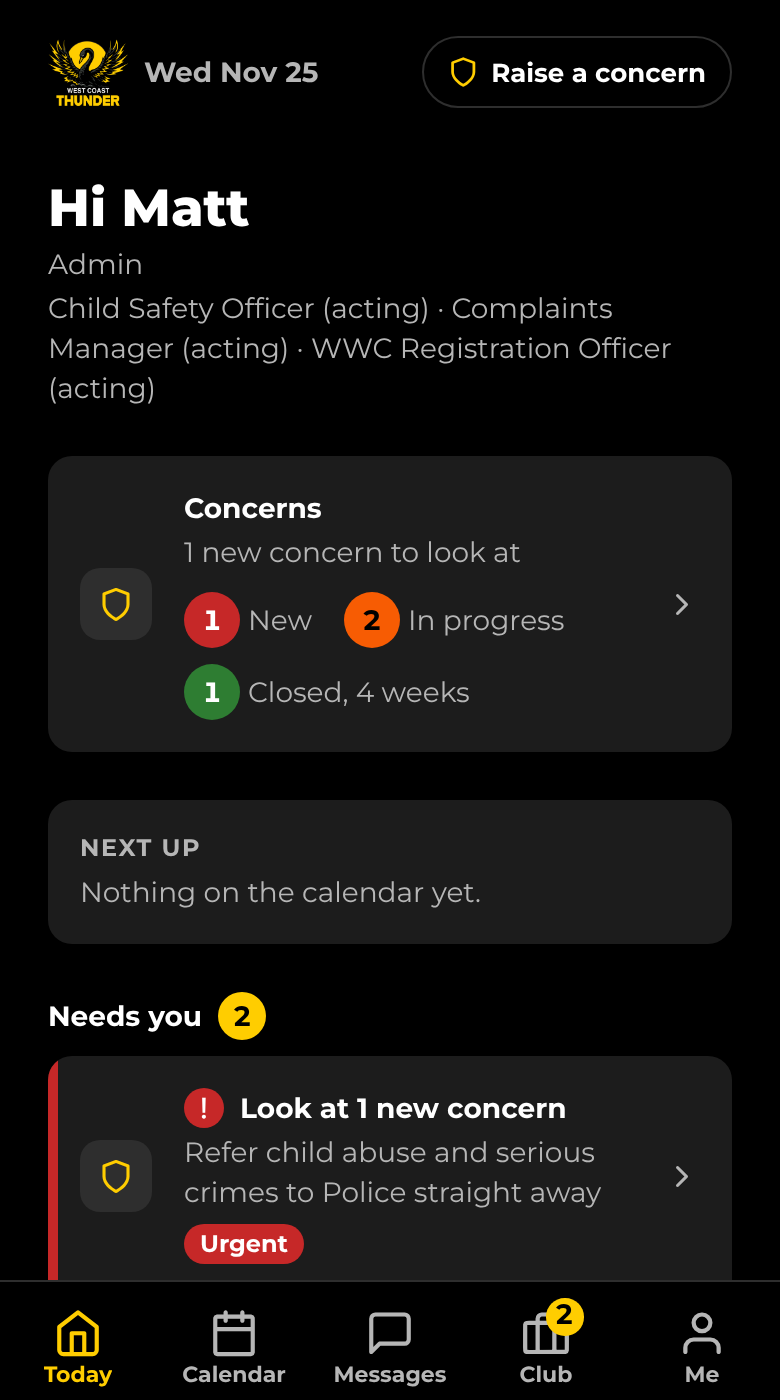 WEST COAST
THUNDER
Wed Nov 25
Raise a concern
Hi Matt
Admin
Child Safety Officer (acting) · Complaints
Manager (acting) · WWC Registration Officer
(acting)
Concerns
1 new concern to look at
1 New 2 In progress
1 Closed, 4 weeks
NEXT UP
Nothing on the calendar yet.
Needs you 2
! Look at 1 new concern
Refer child abuse and serious
crimes to Police straight away
Urgent
2
Today Calendar Messages Club Me